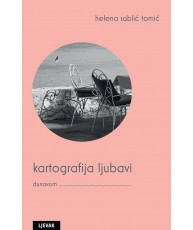 helena sablić tomić
kartografija ljubavi
dunavom
LJEVAK